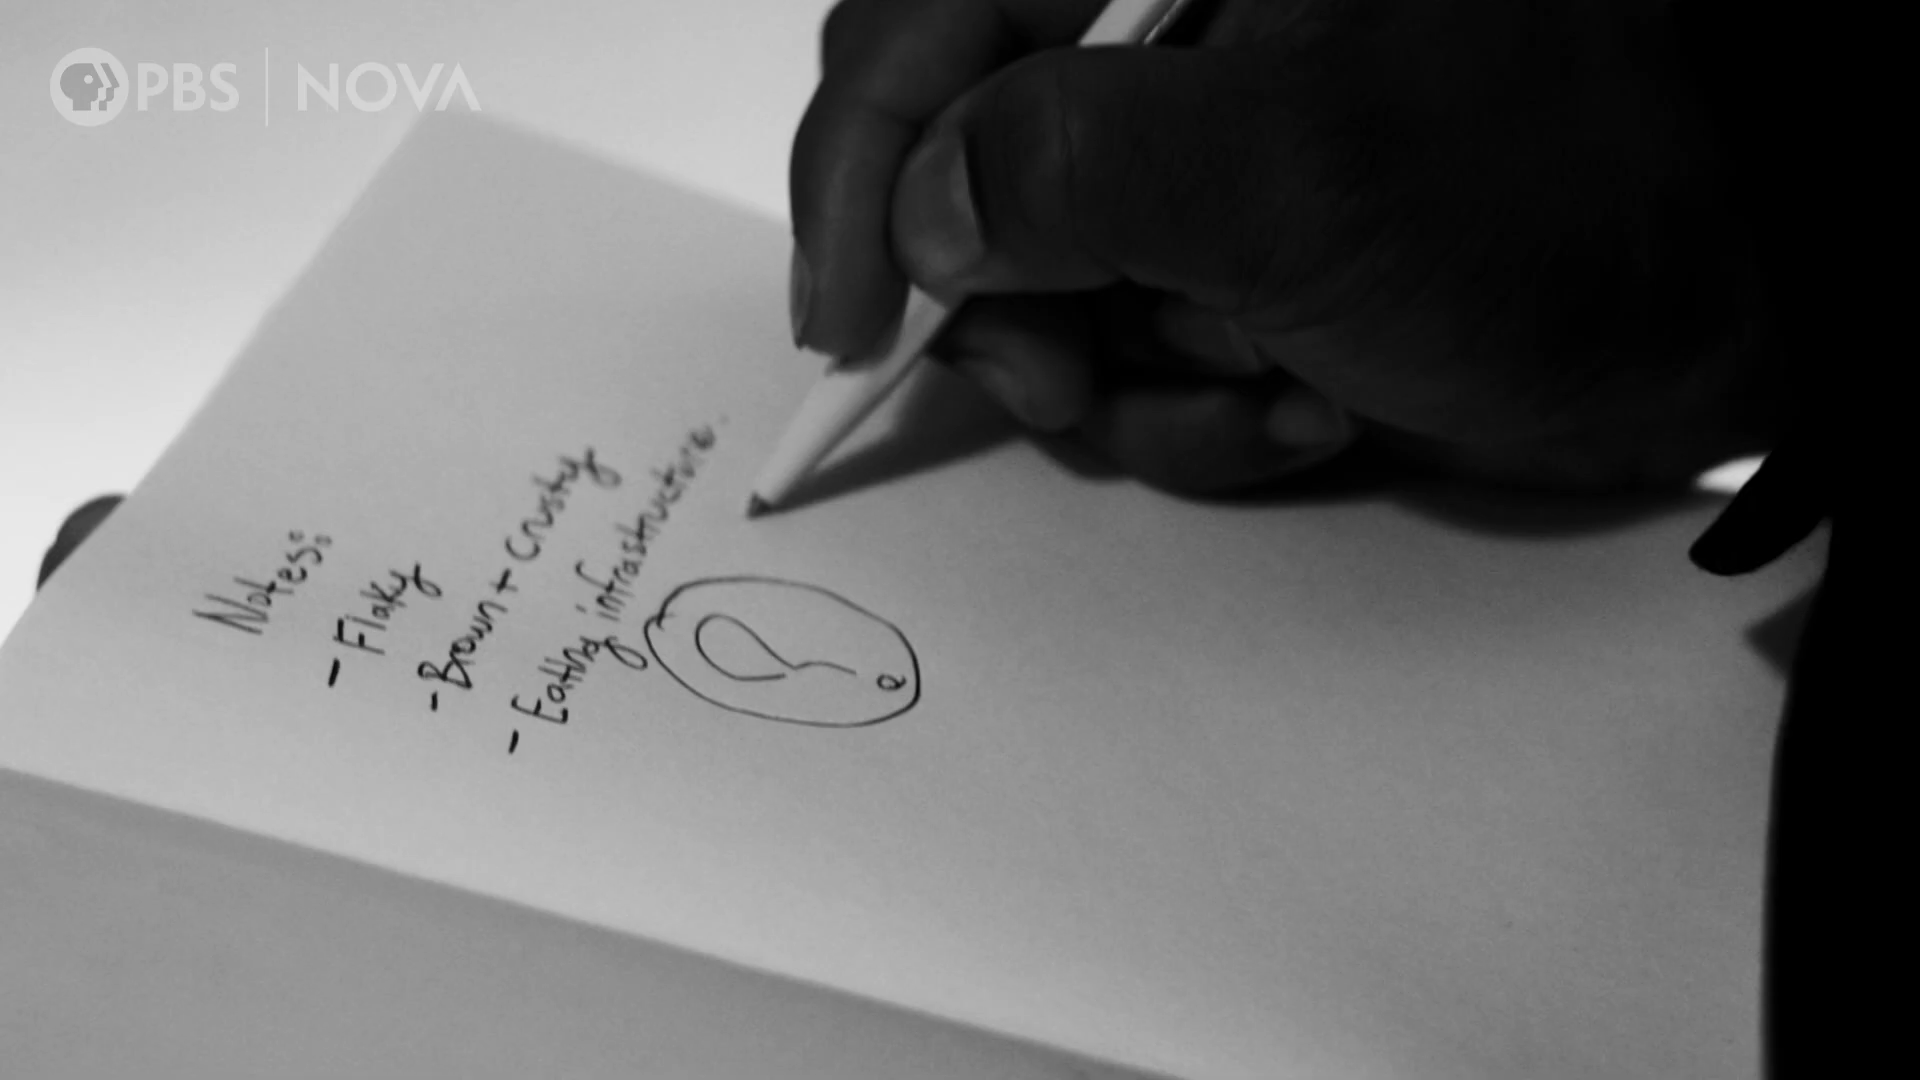 PBS | NOVA
Notes:
- Flaky
- Brown + Crusty
- Eating infrastructure.
?